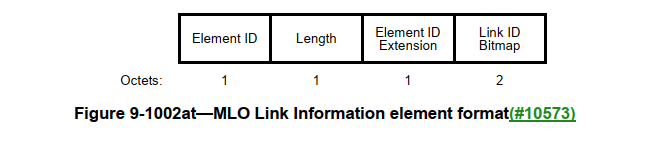 Element ID
Length
Element ID
Extension
Link ID
Bitmap
Octets: 1 1 1 2
Figure 9-1002at—MLO Link Information element format(#10573)